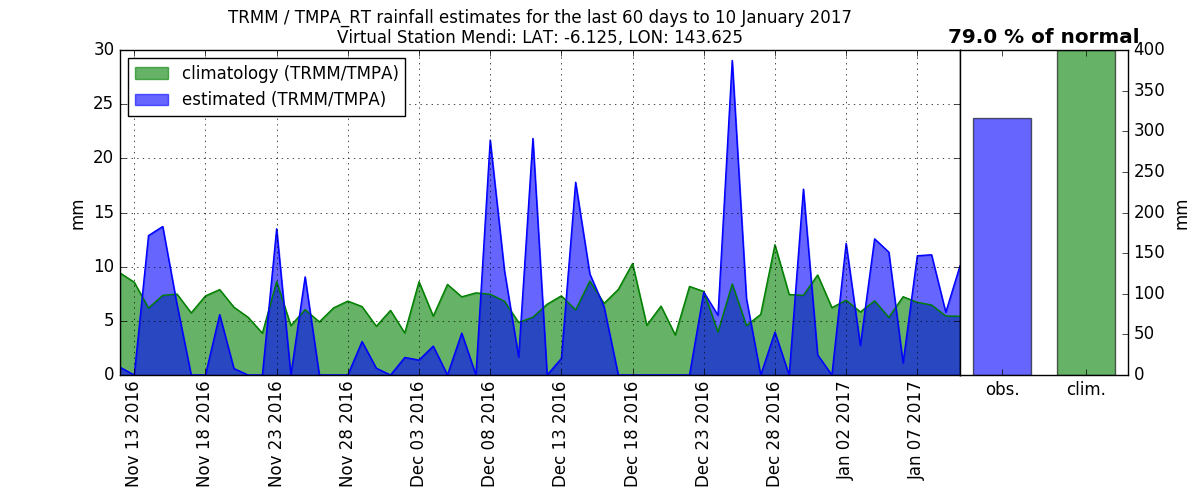 TRMM / TMPA_RT rainfall estimates for the last 60 days to 10 January 2017
Virtual Station Mendi: LAT: -6.125, LON: 143.625
79.0 % of normal
climatology (TRMM/TMPA)
estimated (TRMM/TMPA)
mm
30
25
20
15
10
5
0
Nov 13 2016
Nov 18 2016
Nov 23 2016
Nov 28 2016
Dec 03 2016
Dec 08 2016
Dec 13 2016
Dec 18 2016
Dec 23 2016
Dec 28 2016
Jan 02 2017
Jan 07 2017
obs.
clim.
400
350
300
250
200
150
100
50
0
mm